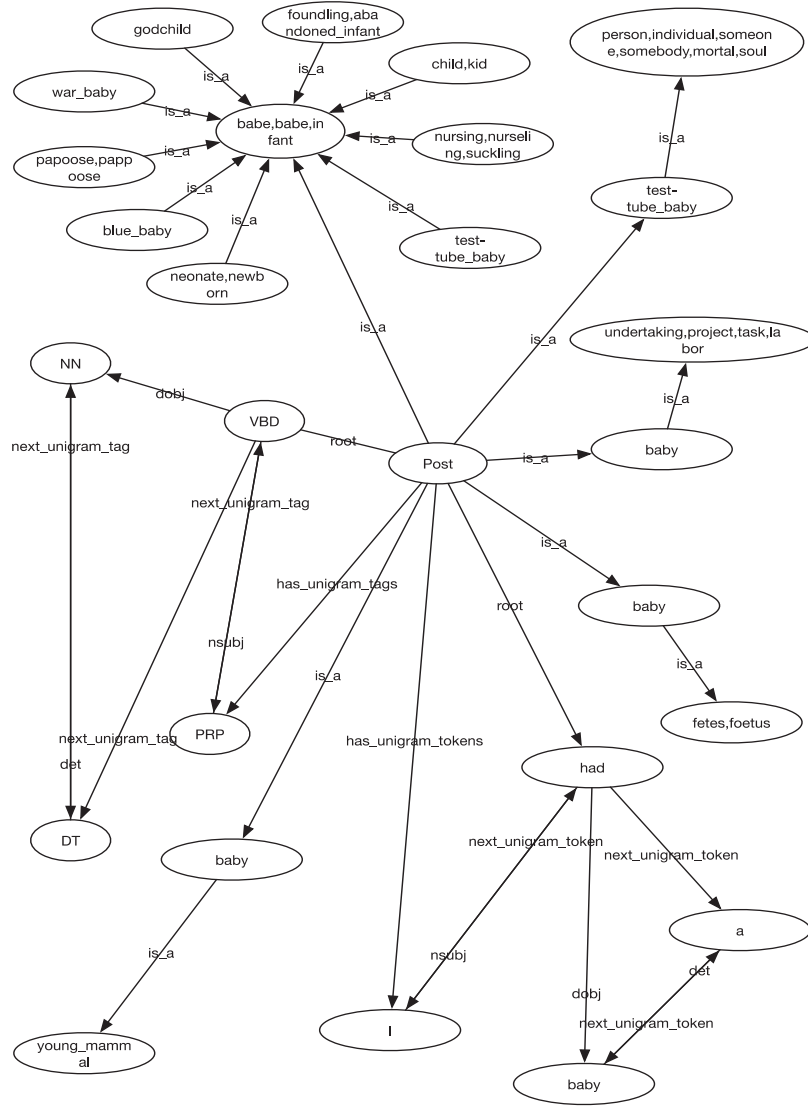 foundling,aba
ndoned_infant
godchild
person,individual,someon
e,somebody,mortal,soul
is_a
is_a
child,kid
war_baby
is_a
is_a
babe,babe,in
fant
is_a
nursing,nurseli
ng,suckling
is_a
papoose,papp
oose
is_a
is_a
test-
tube_baby
is_a
is_a
is_a
blue_baby
test-
tube_baby
neonate,newb
orn
is_a
is_a
undertaking,project,task,la
bor
NN
dobj
is_a
VBD
root
next_unigram_tag
baby
Post
is_a
next_unigram_tag
is_a
has_unigram_tags
baby
root
nsubj
is_a
is_a
fetes,foetus
PRP
next_unigram_tag
has_unigram_tokens
det
had
DT
next_unigram_token
baby
next_unigram_token
a
is_a
nsubj
det
dobj
next_unigram_token
I
young_mamm
al
baby